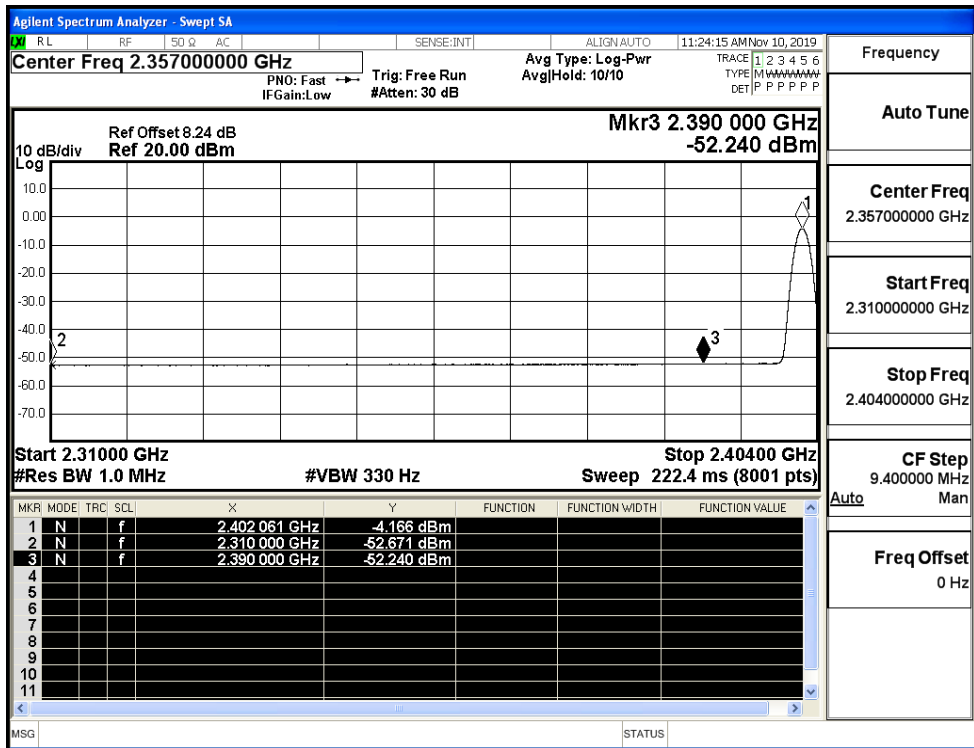 Agilent Spectrum Analyzer - Swept SA
LXI RL RF 50 Ω AC SENSE:INT ALIGN AUTO 11:24:15 AM Nov 10, 2019
Center Freq 2.357000000 GHz
PNO: Fast
IFGain:Low
Trig: Free Run
#Atten: 30 dB
Avg Type: Log-Pwr
Avg|Hold: 10/10
TRACE 1 2 3 4 5 6
TYPE M W W W W W
DET P P P P P P
Ref Offset 8.24 dB
10 dB/div Ref 20.00 dBm
Log
Mkr3 2.390 000 GHz
-52.240 dBm
10.0
0.00
-10.0
-20.0
-30.0
-40.0
-50.0
-60.0
-70.0
1
2
3
Start 2.31000 GHz Stop 2.40400 GHz
#Res BW 1.0 MHz #VBW 330 Hz Sweep 222.4 ms (8001 pts)
MKR MODE TRC SCL X Y FUNCTION FUNCTION WIDTH FUNCTION VALUE
1 N f 2.402 061 GHz -4.166 dBm
2 N f 2.310 000 GHz -52.671 dBm
3 N f 2.390 000 GHz -52.240 dBm
4
5
6
7
8
9
10
11
MSG STATUS
Frequency
Auto Tune
Center Freq
2.357000000 GHz
Start Freq
2.310000000 GHz
Stop Freq
2.404000000 GHz
CF Step
9.400000 MHz
Auto Man
Freq Offset
0 Hz